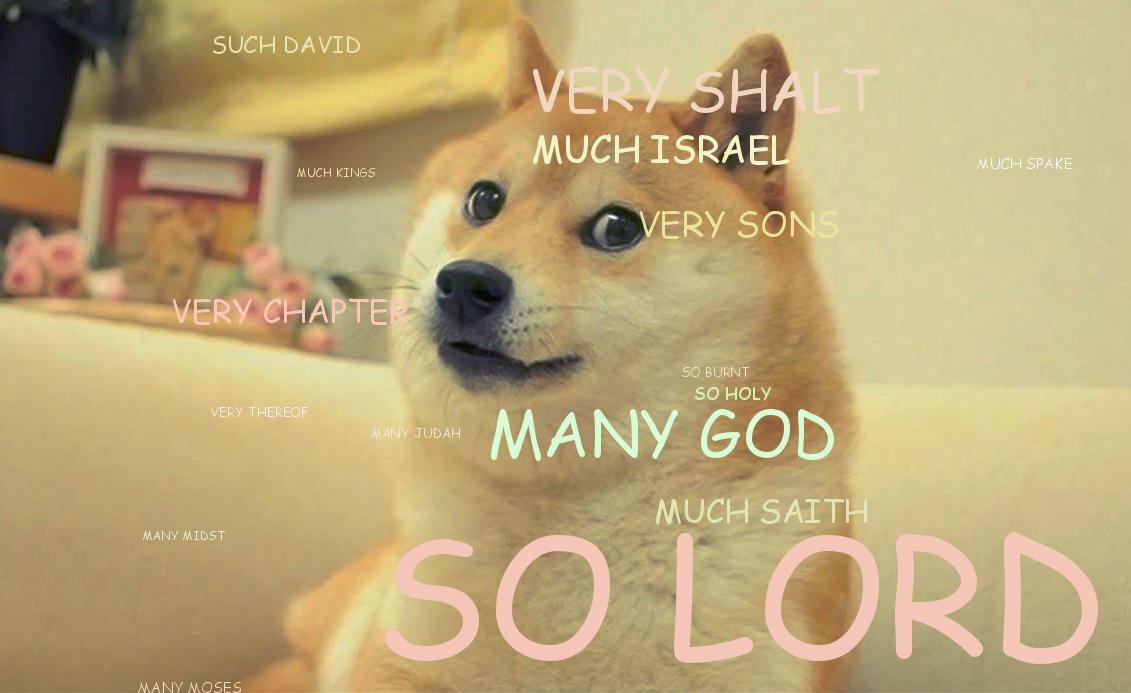 SUCH DAVID
VERY SHALT
MUCH ISRAEL
MUCH SPAKE
MUCH KINGS
VERY SONS
VERY CHAPTER
SO BURNT
SO HOLY
VERY THEREOF
MANY GOD
MANY JUDAH
MUCH SAITH
MANY MIDST
SO LORD
MANY MOSES